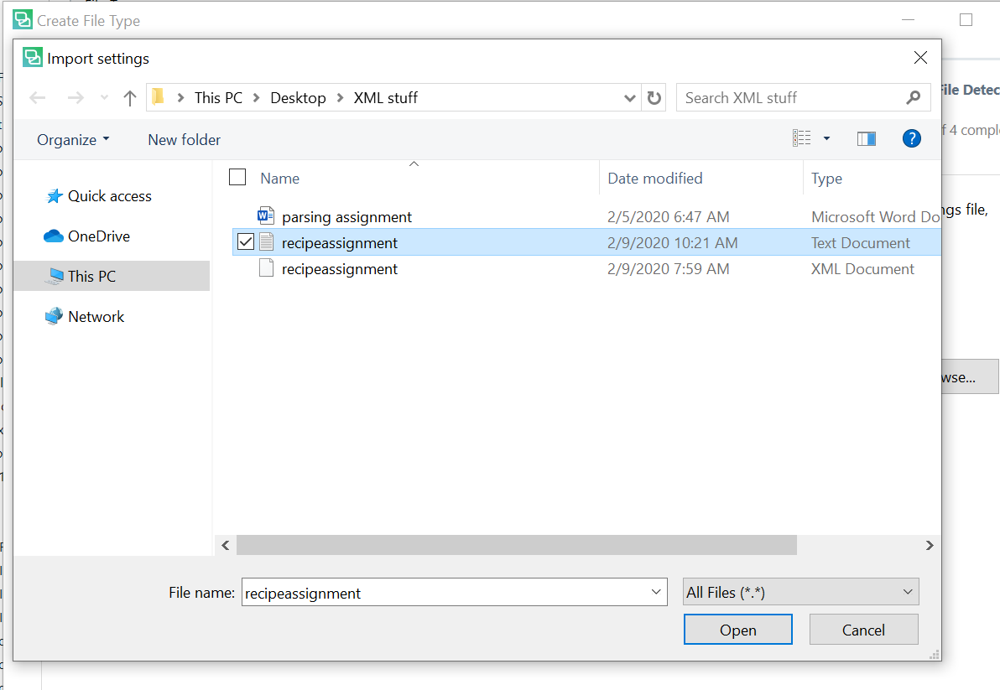 Create File Type
Import settings
This PC > Desktop > XML stuff
Search XML stuff
File Detec
Organize
New folder
f 4 compl
Name
Date modified
Type
Quick access
OneDrive
This PC
Network
parsing assignment 2/5/2020 6:47 AM Microsoft Word Do
recipeassignment 2/9/2020 10:21 AM Text Document
recipeassignment 2/9/2020 7:59 AM XML Document
ngs file,
wse...
File name: recipeassignment
All Files (*.*)
Open
Cancel